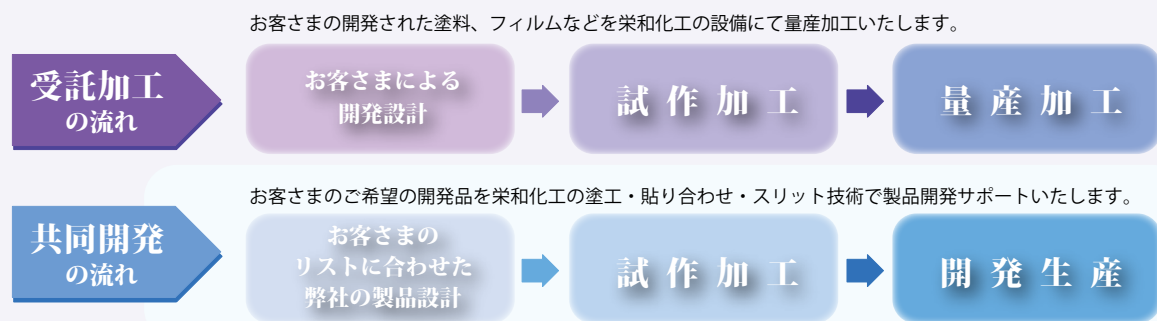 お客さまの開発された塗料、フィルムなどを栄和化工の設備にて量産加工いたします。
受託加工
の流れ
お客さまによる
開発設計
試作加工
量産加工
お客さまのご希望の開発品を栄和化工の塗工・貼り合わせ・スリット技術で製品開発サポートいたします。
共同開発
の流れ
お客さまの
リストに合わせた
弊社の製品設計
試作加工
開発生産